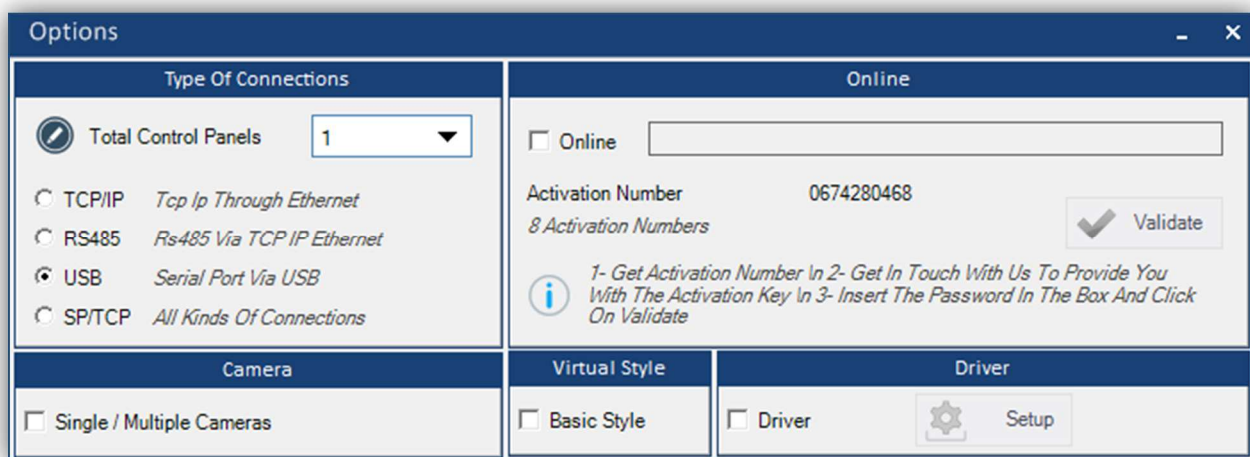 Options
Type Of Connections
Total Control Panels 1
TCP/IP Tcp Ip Through Ethernet
RS485 Rs485 Via TCP IP Ethernet
USB Serial Port Via USB
SP/TCP All Kinds Of Connections
Online
Online
Activation Number 0674280468
8 Activation Numbers
Validate
1- Get Activation Number \n 2- Get In Touch With Us To Provide You
With The Activation Key \n 3- Insert The Password In The Box And Click
On Validate
Camera
Single / Multiple Cameras
Virtual Style
Basic Style
Driver
Driver
Setup